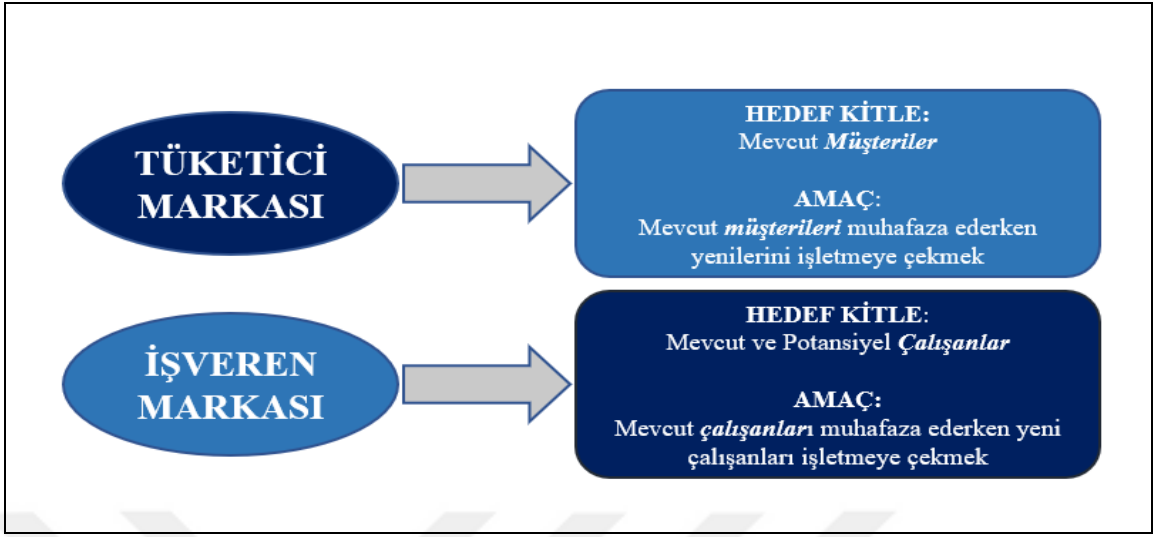 TÜKETİCİ
MARKASI
HEDEF KİTLE:
Mevcut Müşteriler
AMAÇ:
Mevcut müşterileri muhafaza ederken
yenilerini işletmeye çekmek
İŞVEREN
MARKASI
HEDEF KİTLE:
Mevcut ve Potansiyel Çalışanlar
AMAÇ:
Mevcut çalışanları muhafaza ederken yeni
çalışanları işletmeye çekmek